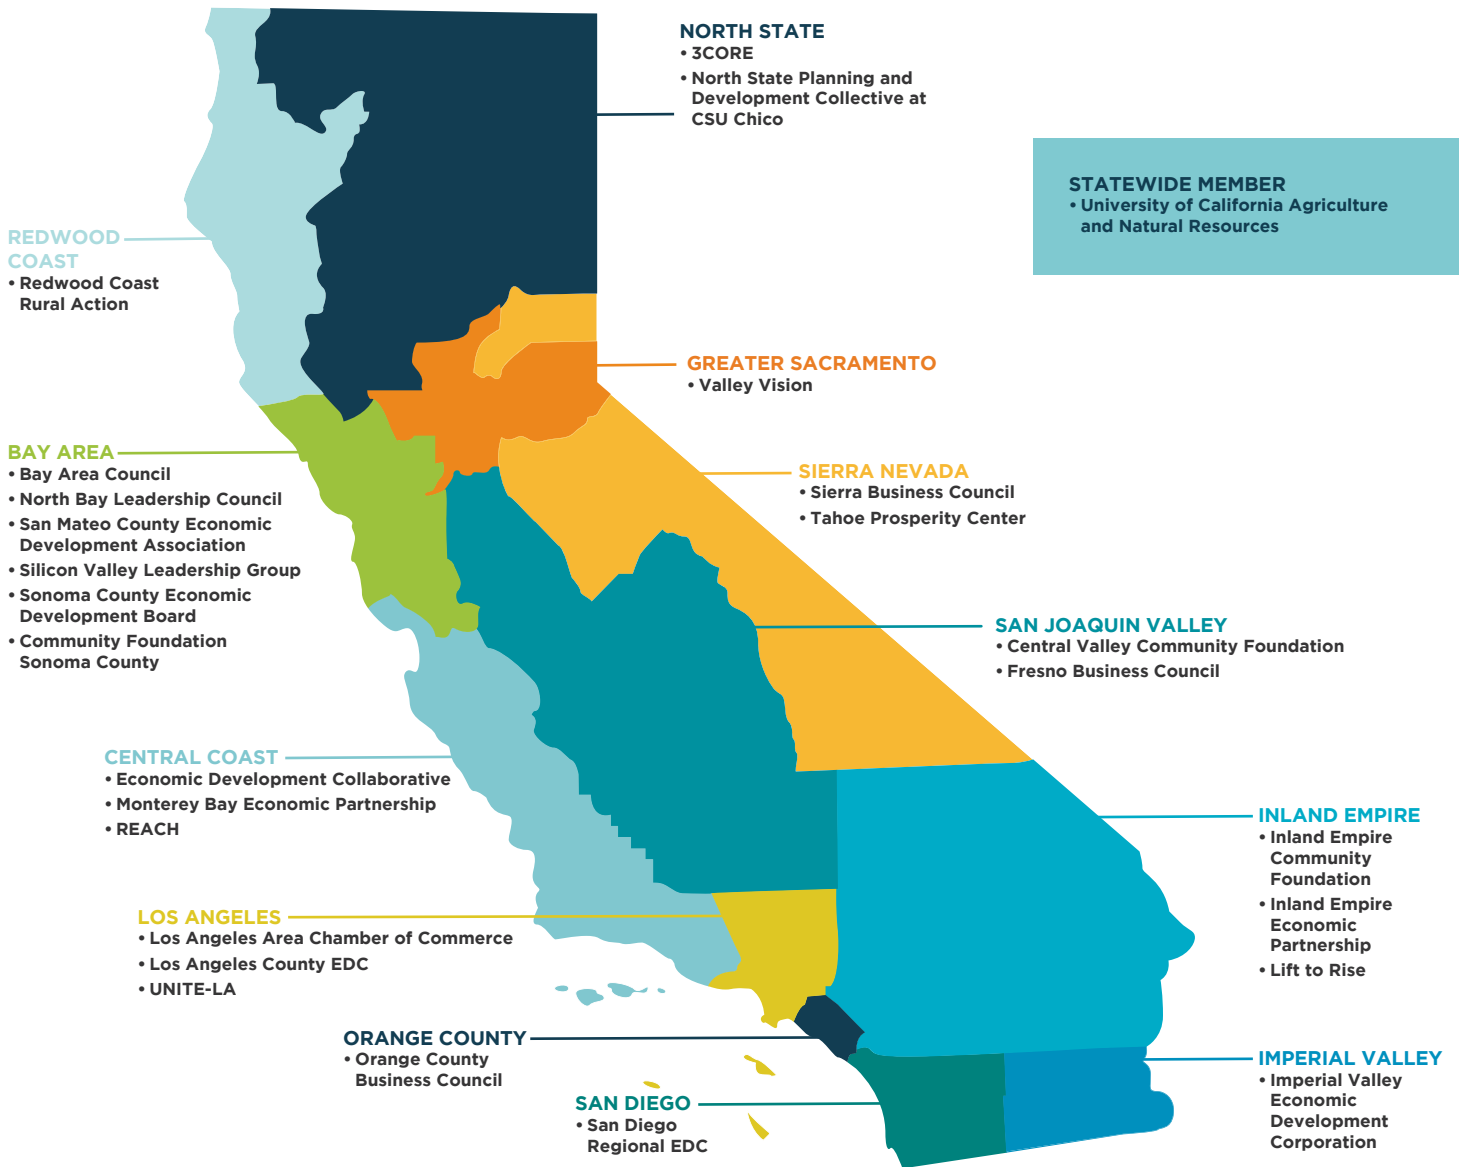 NORTH STATE
• 3CORE
• North State Planning and
Development Collective at
CSU Chico
STATEWIDE MEMBER
• University of California Agriculture
and Natural Resources
REDWOOD
COAST
• Redwood Coast
Rural Action
GREATER SACRAMENTO
• Valley Vision
BAY AREA
• Bay Area Council
• North Bay Leadership Council
• San Mateo County Economic
Development Association
• Silicon Valley Leadership Group
• Sonoma County Economic
Development Board
• Community Foundation
Sonoma County
SIERRA NEVADA
• Sierra Business Council
• Tahoe Prosperity Center
SAN JOAQUIN VALLEY
• Central Valley Community Foundation
• Fresno Business Council
CENTRAL COAST
• Economic Development Collaborative
• Monterey Bay Economic Partnership
• REACH
INLAND EMPIRE
• Inland Empire
Community
Foundation
• Inland Empire
Economic
Partnership
• Lift to Rise
LOS ANGELES
• Los Angeles Area Chamber of Commerce
• Los Angeles County EDC
• UNITE-LA
ORANGE COUNTY
• Orange County
Business Council
IMPERIAL VALLEY
• Imperial Valley
Economic
Development
Corporation
SAN DIEGO
• San Diego
Regional EDC